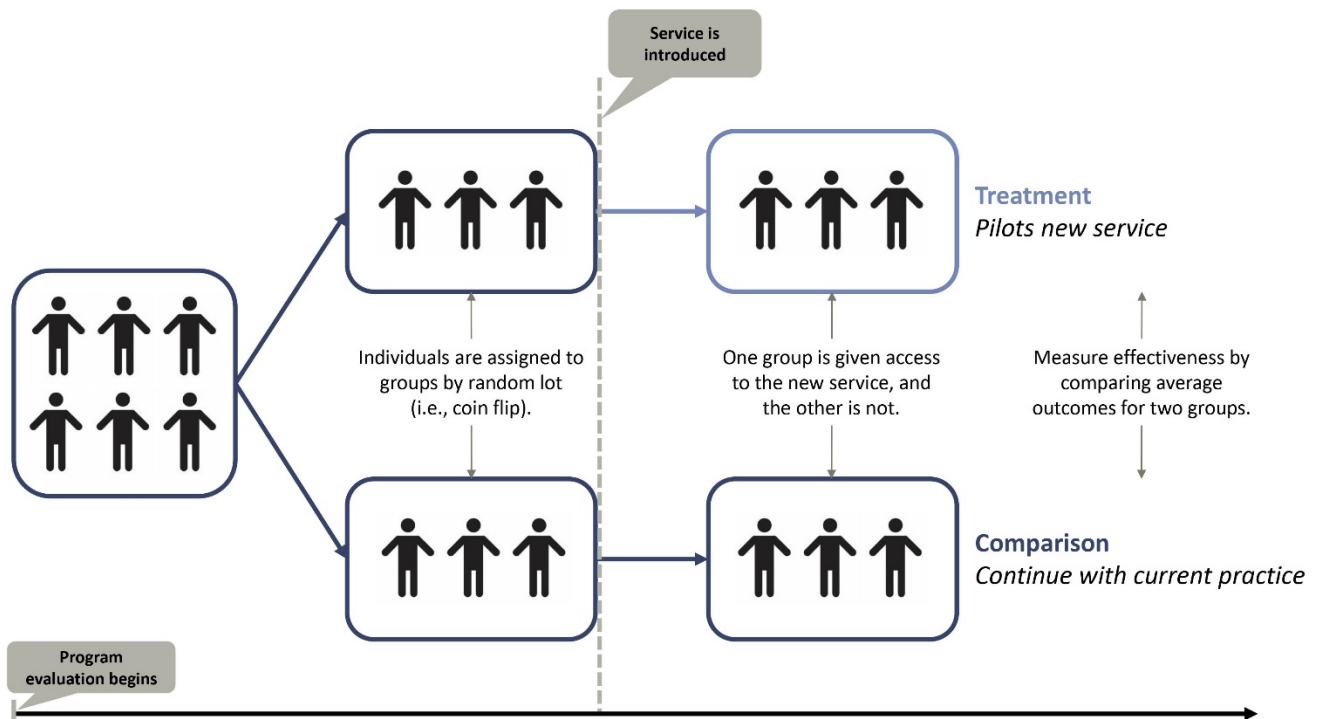 Service is
introduced
Treatment
Pilots new service
Individuals are assigned to
groups by random lot
(i.e., coin flip).
One group is given access
to the new service, and
the other is not.
Measure effectiveness by
comparing average
outcomes for two groups.
Comparison
Continue with current practice
Program
evaluation begins